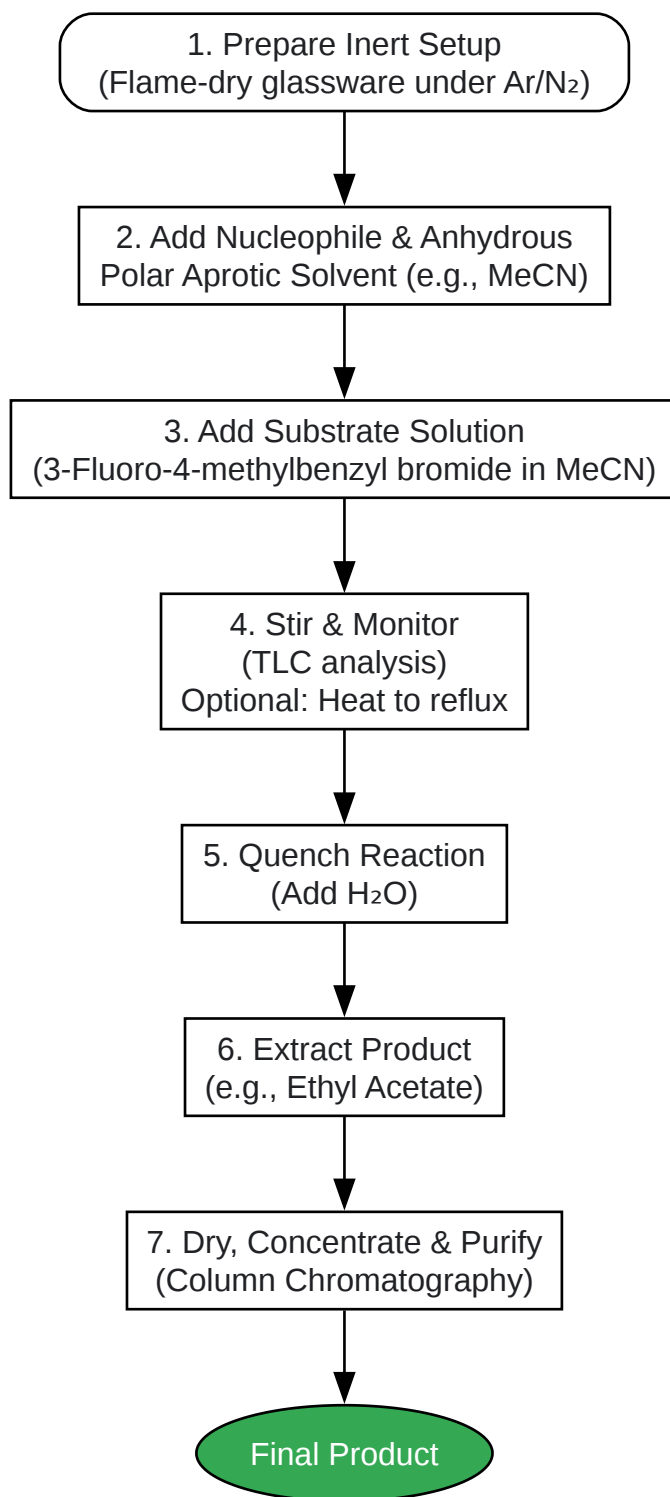 1. Prepare Inert Setup
(Flame-dry glassware under Ar/N₂)
2. Add Nucleophile & Anhydrous
Polar Aprotic Solvent (e.g., MeCN)
3. Add Substrate Solution
(3-Fluoro-4-methylbenzyl bromide in MeCN)
4. Stir & Monitor
(TLC analysis)
Optional: Heat to reflux
5. Quench Reaction
(Add H₂O)
6. Extract Product
(e.g., Ethyl Acetate)
7. Dry, Concentrate & Purify
(Column Chromatography)
Final Product